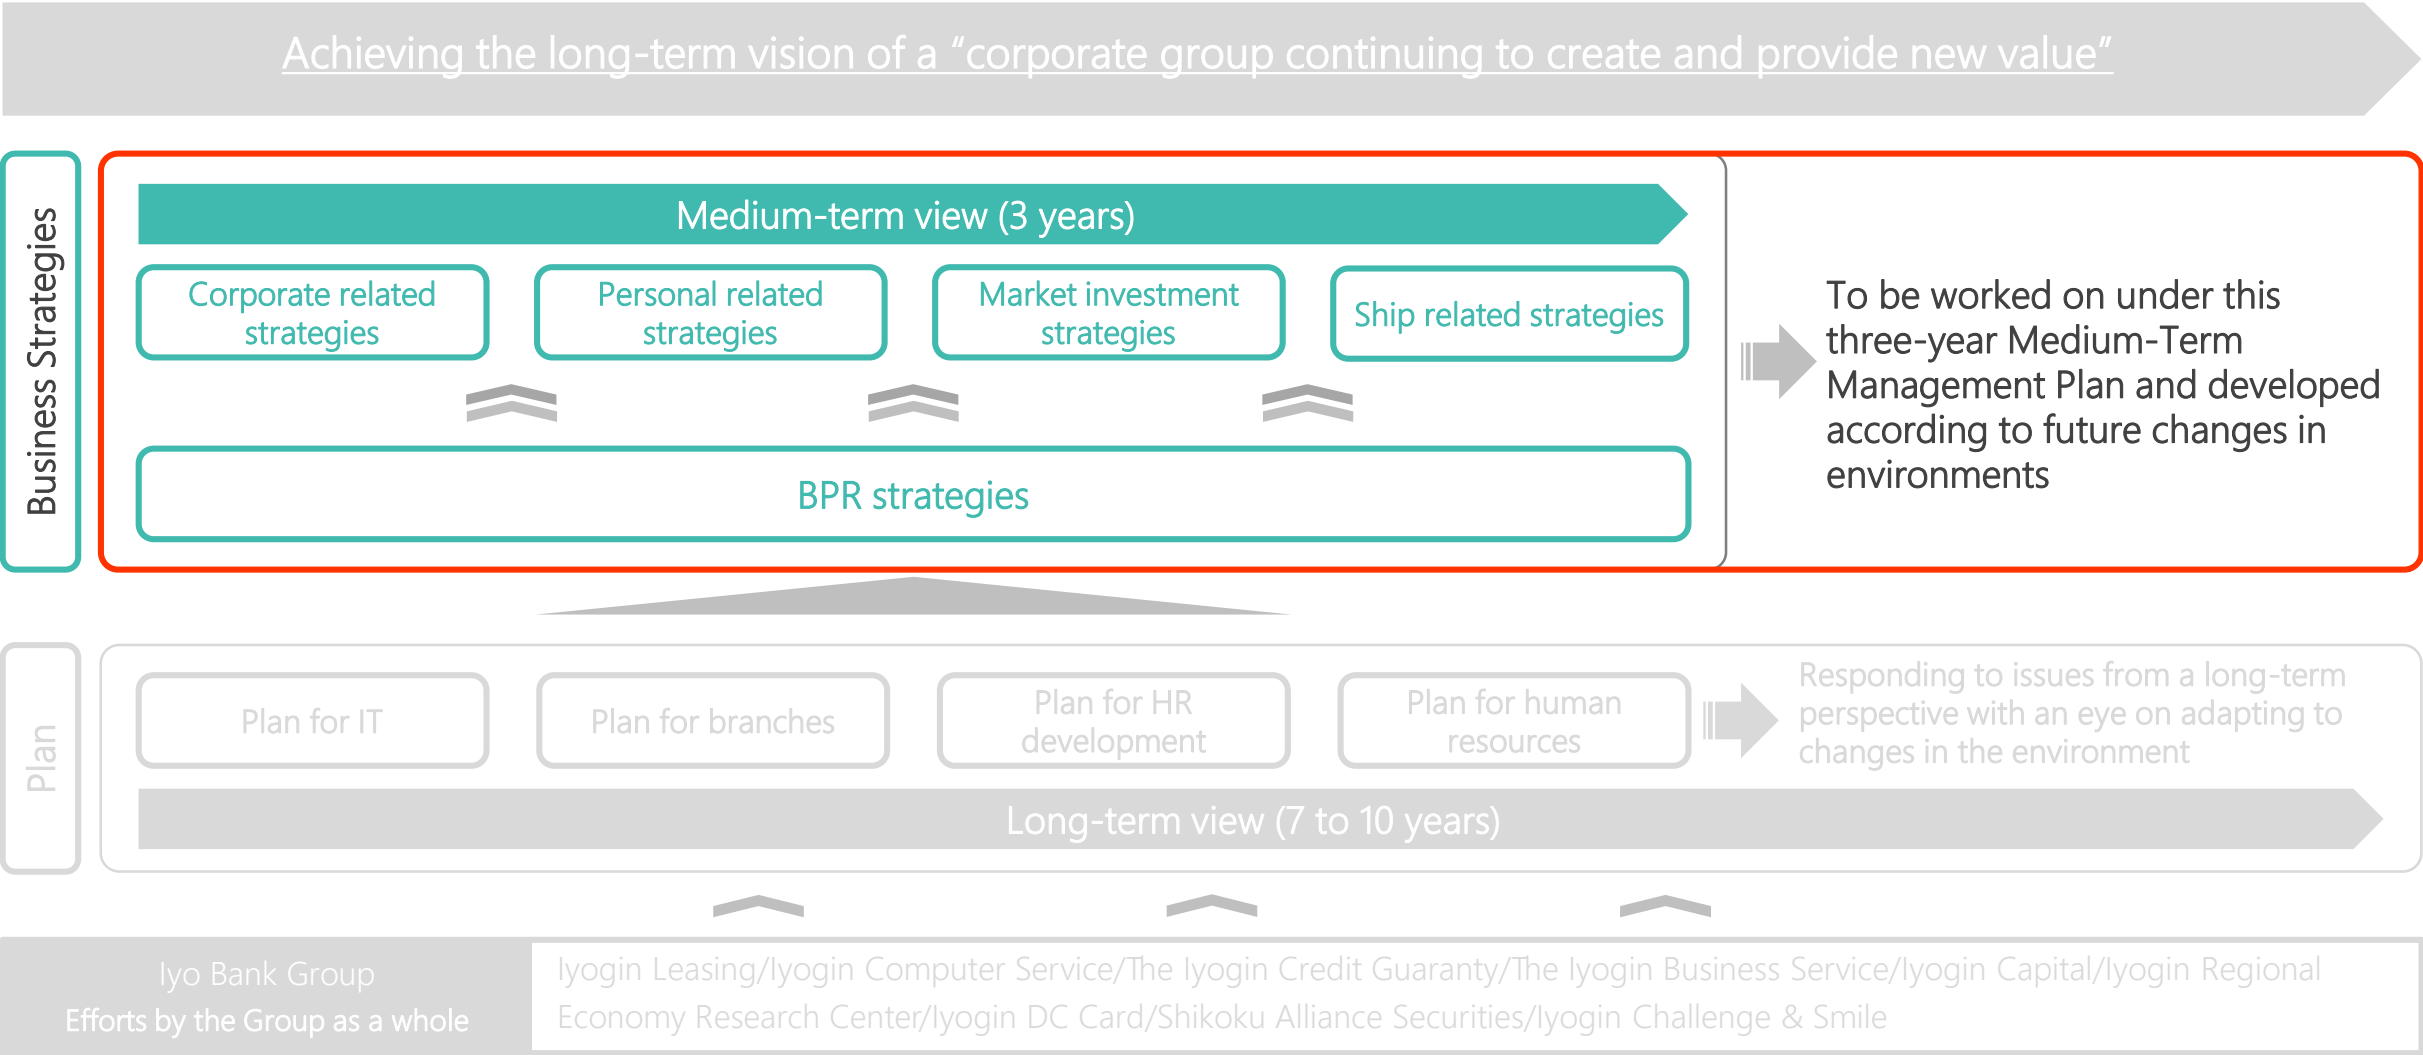 Achieving the long-term vision of a “corporate group continuing to create and provide new value”
Business Strategies
Medium-term view (3 years)
Corporate related
strategies
Personal related
strategies
Market investment
strategies
Ship related strategies
BPR strategies
To be worked on under this
three-year Medium-Term
Management Plan and developed
according to future changes in
environments
Plan
Plan for IT
Plan for branches
Plan for HR
development
Plan for human
resources
Responding to issues from a long-term
perspective with an eye on adapting to
changes in the environment
Long-term view (7 to 10 years)
Iyo Bank Group
Efforts by the Group as a whole
Iyogin Leasing/Iyogin Computer Service/The Iyogin Credit Guaranty/The Iyogin Business Service/Iyogin Capital/Iyogin Regional
Economy Research Center/Iyogin DC Card/Shikoku Alliance Securities/Iyogin Challenge & Smile